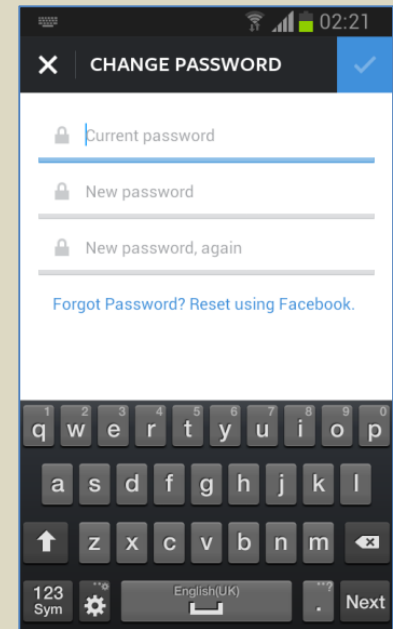 02:21
CHANGE PASSWORD
Current password
New password
New password, again
Forgot Password? Reset using Facebook.
1 2 3 4 5 6 7 8 9 0
q w e r t y u i o p
a s d f g h j k l
z x c v b n m
123 English(UK) ?
Sym . Next